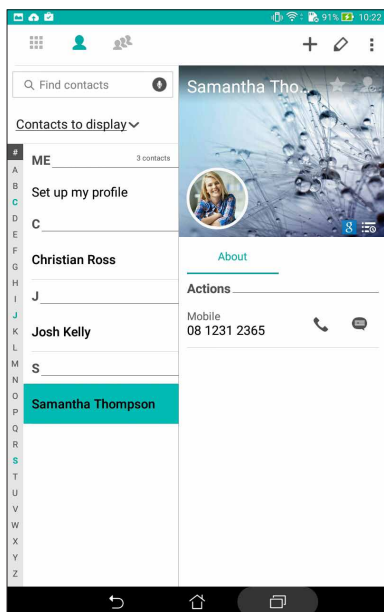 91% 10:22
Find contacts
Contacts to display
#
A
B
C
D
E
F
G
H
I
J
K
L
M
N
O
P
Q
R
S
T
U
V
W
X
Y
Z
ME 3 contacts
Set up my profile
C
Christian Ross
J
Josh Kelly
S
Samantha Thompson
Samantha Tho...
8
About
Actions
Mobile
08 1231 2365